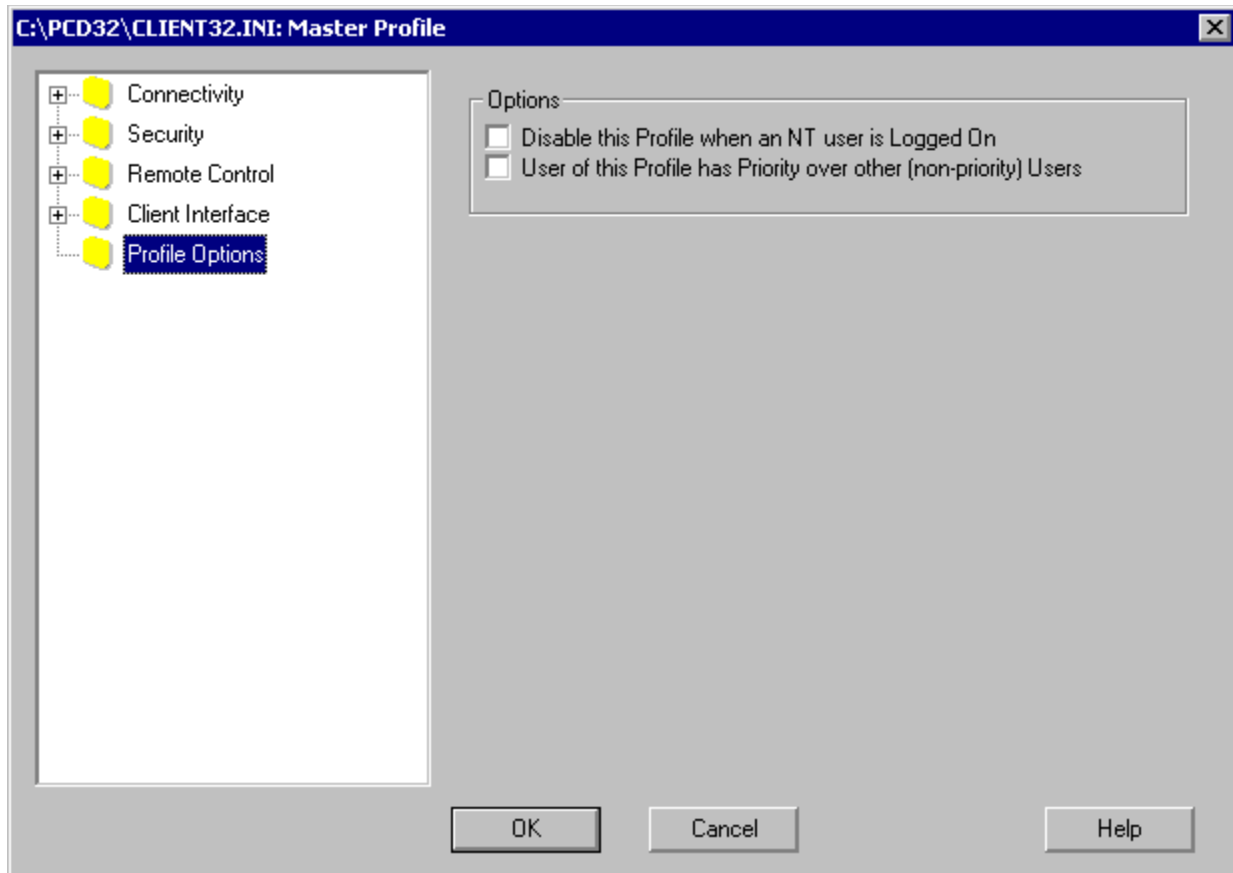 C:\PCD32\CLIENT32.INI: Master Profile
Connectivity
Security
Remote Control
Client Interface
Profile Options
Options
Disable this Profile when an NT user is Logged On
User of this Profile has Priority over other (non-priority) Users
OK
Cancel
Help